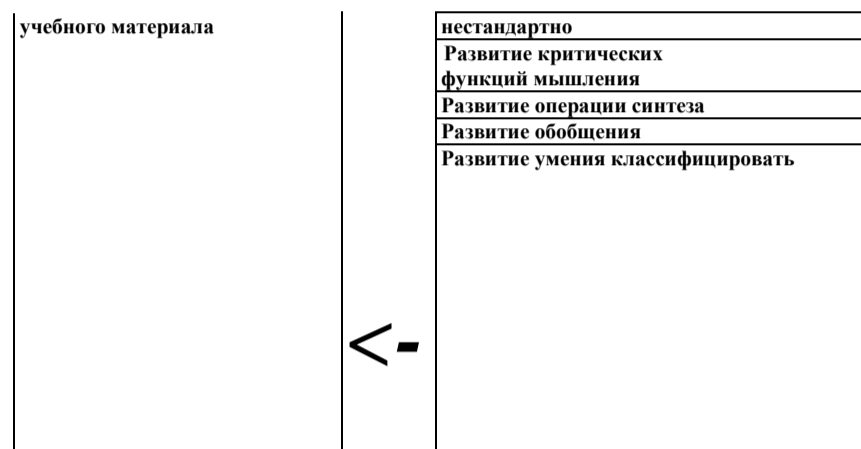 учебного материала
нестандартно
Развитие критических
функций мышления
Развитие операции синтеза
Развитие обобщения
Развитие умения классифицировать
<-